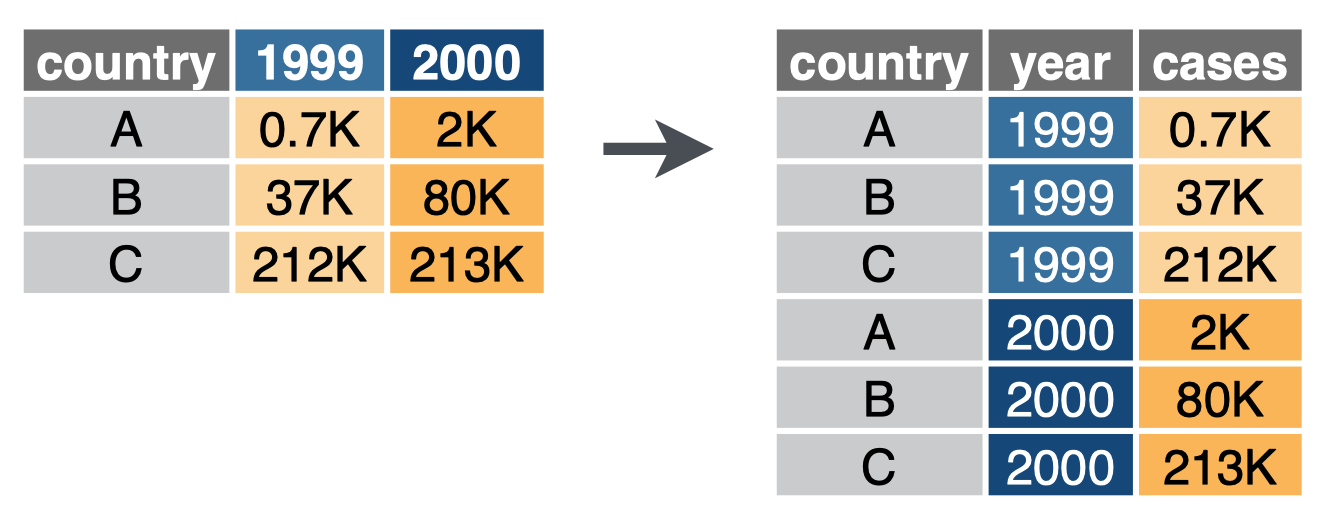 country 1999 2000
A 0.7K 2K
B 37K 80K
C 212K 213K
country year cases
A 1999 0.7K
B 1999 37K
C 1999 212K
A 2000 2K
B 2000 80K
C 2000 213K